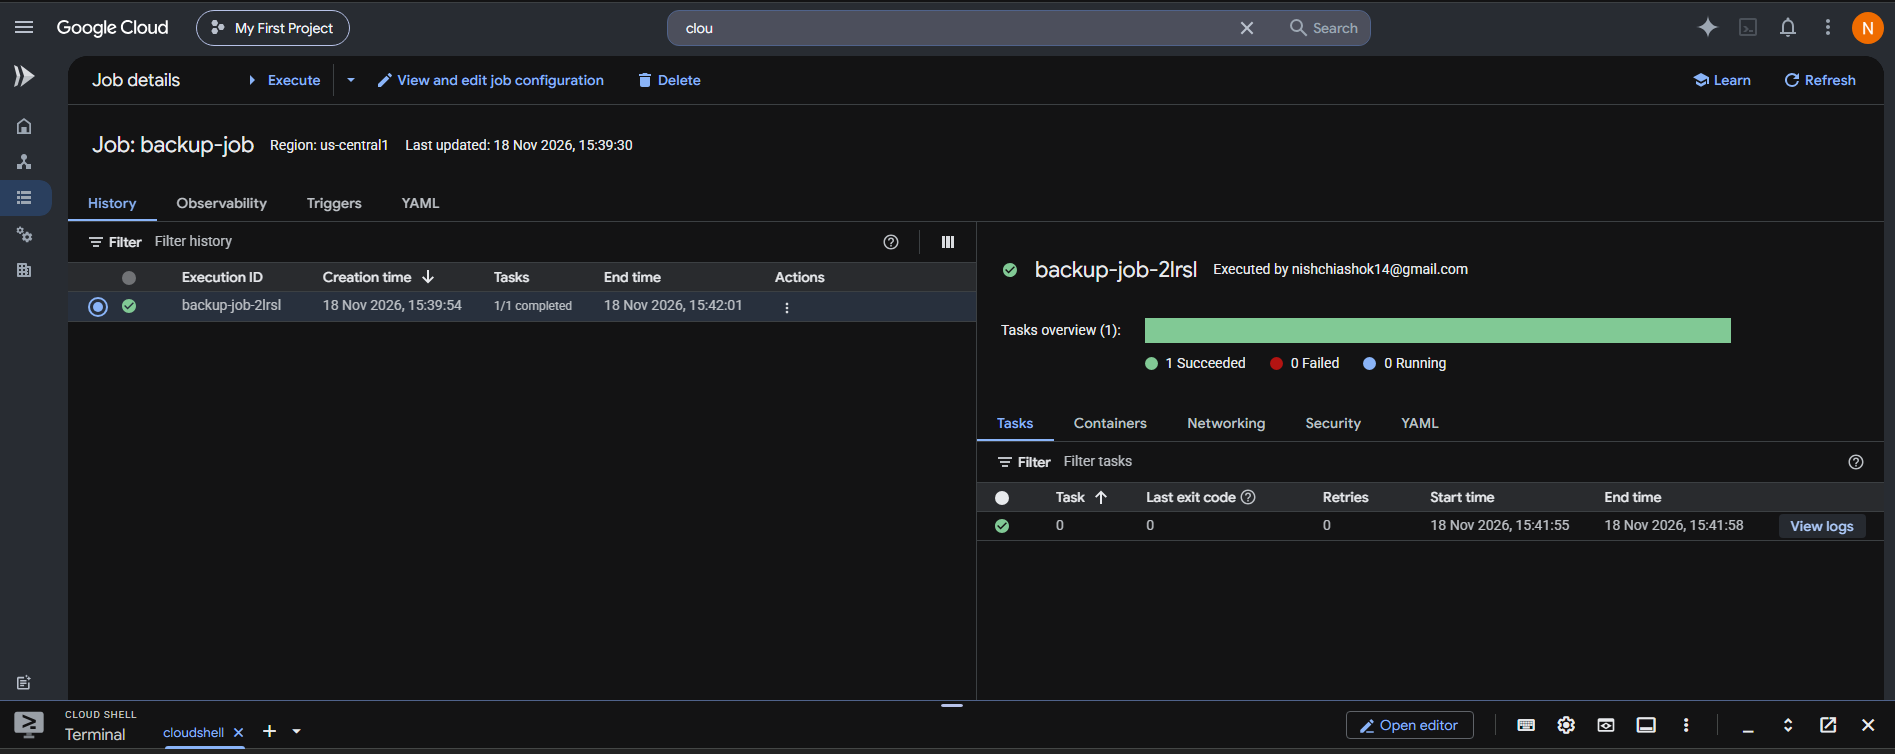 Google Cloud My First Project clou Search N
Job details Execute View and edit job configuration Delete Learn Refresh
Job: backup-job Region: us-central1 Last updated: 18 Nov 2026, 15:39:30
History Observability Triggers YAML
Filter Filter history
Execution ID Creation time Tasks End time Actions
backup-job-2lrsl 18 Nov 2026, 15:39:54 1/1 completed 18 Nov 2026, 15:42:01
backup-job-2lrsl Executed by nishchiashok14@gmail.com
Tasks overview (1):
1 Succeeded 0 Failed 0 Running
Tasks Containers Networking Security YAML
Filter Filter tasks
Task Last exit code Retries Start time End time
0 0 0 18 Nov 2026, 15:41:55 18 Nov 2026, 15:41:58 View logs
CLOUD SHELL
Terminal cloudshell Open editor